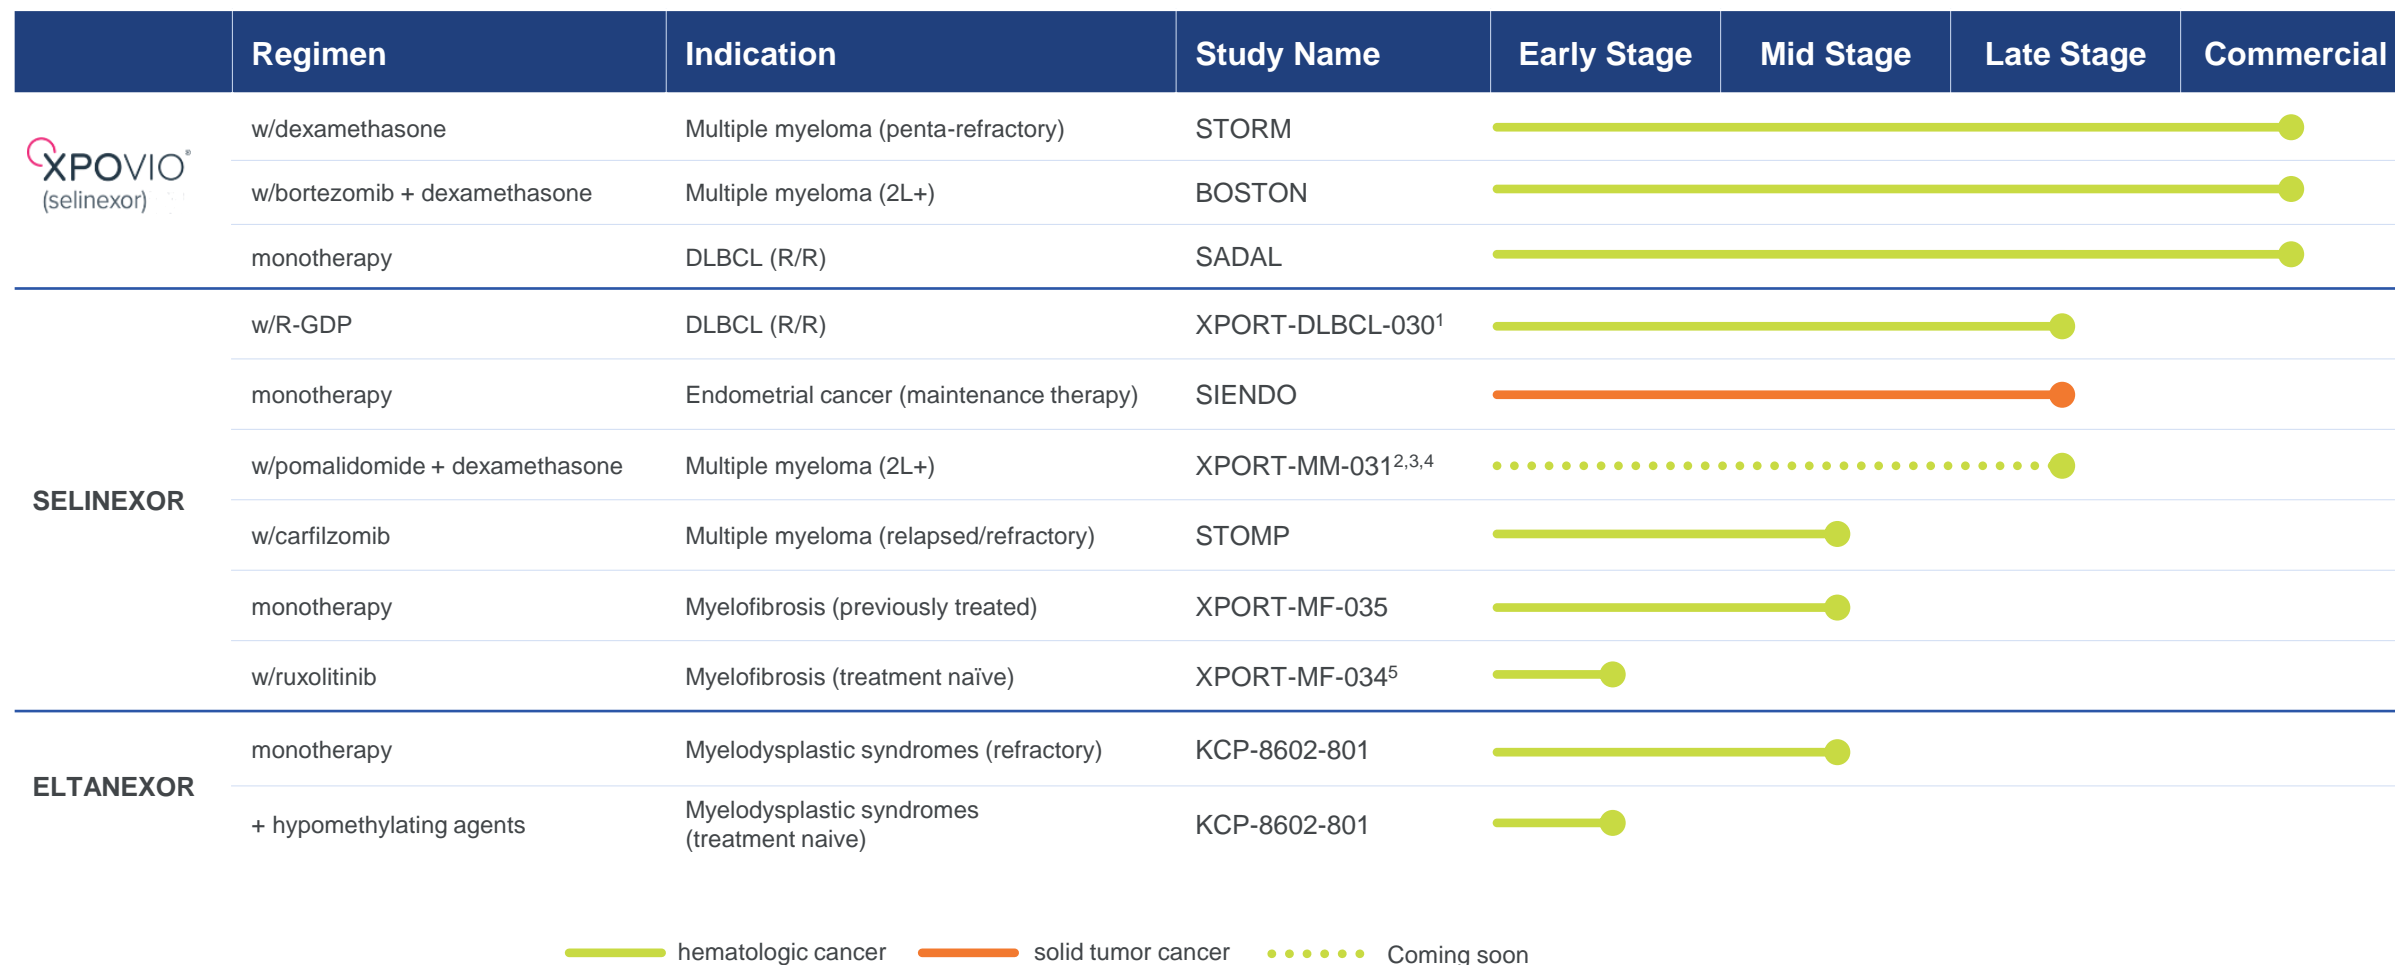 Regimen Indication Study Name Early Stage Mid Stage Late Stage Commercial
XPOVIO®
(selinexor)
w/dexamethasone Multiple myeloma (penta-refractory) STORM
w/bortezomib + dexamethasone Multiple myeloma (2L+) BOSTON
monotherapy DLBCL (R/R) SADAL
SELINEXOR
w/R-GDP DLBCL (R/R) XPORT-DLBCL-030¹
monotherapy Endometrial cancer (maintenance therapy) SIENDO
w/pomalidomide + dexamethasone Multiple myeloma (2L+) XPORT-MM-031²,³,⁴
w/carfilzomib Multiple myeloma (relapsed/refractory) STOMP
monotherapy Myelofibrosis (previously treated) XPORT-MF-035
w/ruxolitinib Myelofibrosis (treatment naïve) XPORT-MF-034⁵
ELTANEXOR
monotherapy Myelodysplastic syndromes (refractory) KCP-8602-801
+ hypomethylating agents Myelodysplastic syndromes
(treatment naive) KCP-8602-801
hematologic cancer solid tumor cancer Coming soon